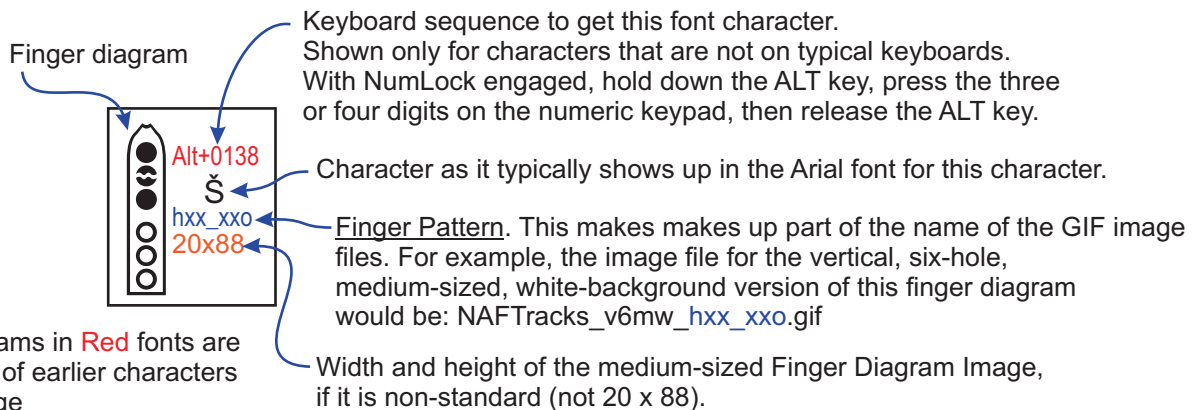 Keyboard sequence to get this font character.
Shown only for characters that are not on typical keyboards.
With NumLock engaged, hold down the ALT key, press the three
or four digits on the numeric keypad, then release the ALT key.
Finger diagram
Alt+0138
Š
hxx_xxo
20x88
Character as it typically shows up in the Arial font for this character.
Finger Pattern. This makes makes up part of the name of the GIF image
files. For example, the image file for the vertical, six-hole,
medium-sized, white-background version of this finger diagram
would be: NAFTracks_v6mw_hxx_xxo.gif
Width and height of the medium-sized Finger Diagram Image,
if it is non-standard (not 20 x 88).
in Red fonts are
of earlier characters